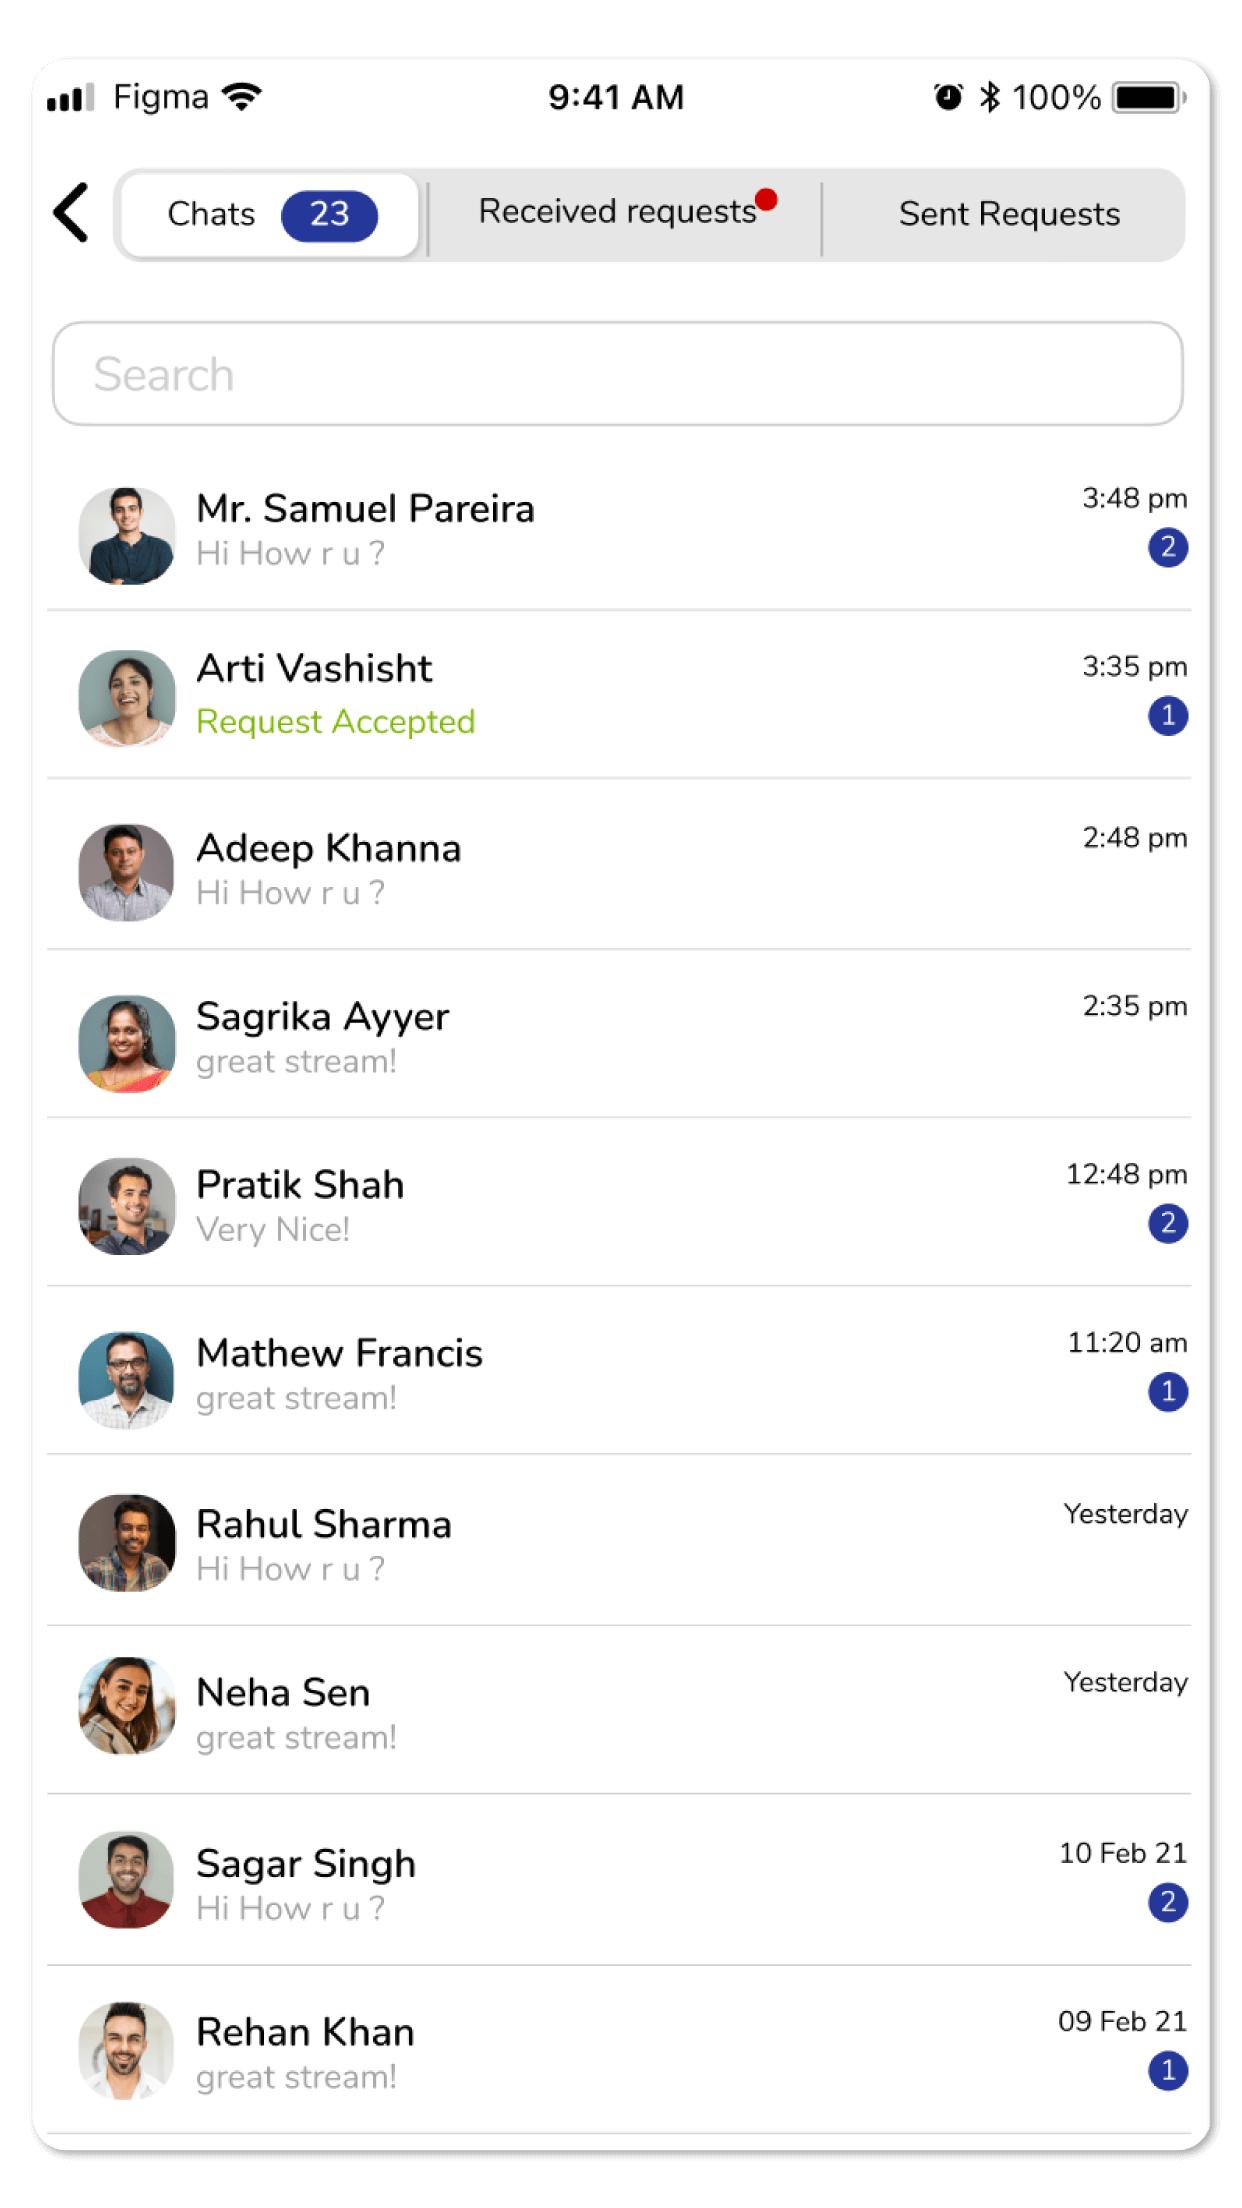 Figma 9:41 AM 100%
Chats 23 Received requests Sent Requests
Search
Mr. Samuel Pareira 3:48 pm
Hi How r u ? 2
Arti Vashisht 3:35 pm
Request Accepted 1
Adeep Khanna 2:48 pm
Hi How r u ?
Sagrika Ayyer 2:35 pm
great stream!
Pratik Shah 12:48 pm
Very Nice! 2
Mathew Francis 11:20 am
great stream! 1
Rahul Sharma Yesterday
Hi How r u ?
Neha Sen Yesterday
great stream!
Sagar Singh 10 Feb 21
Hi How r u ? 2
Rehan Khan 09 Feb 21
great stream! 1